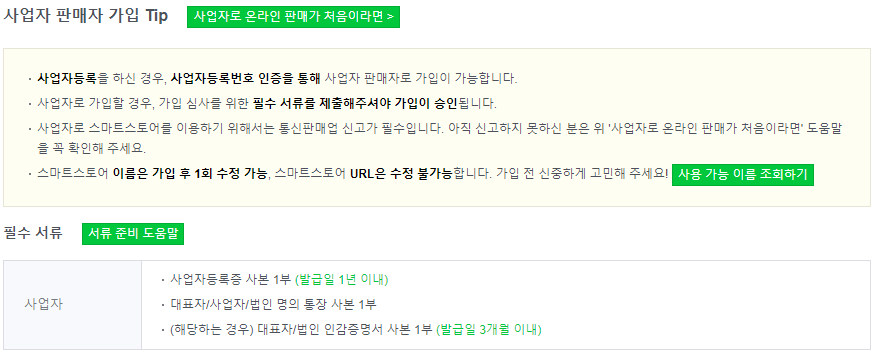 사업자 판매자 가입 Tip 사업자로 온라인 판매가 처음이라면 >
· 사업자등록을 하신 경우, 사업자등록번호 인증을 통해 사업자 판매자로 가입이 가능합니다.
· 사업자로 가입할 경우, 가입 심사를 위한 필수 서류를 제출해주셔야 가입이 승인됩니다.
· 사업자로 스마트스토어를 이용하기 위해서는 통신판매업 신고가 필수입니다. 아직 신고하지 못하신 분은 위 '사업자로 온라인 판매가 처음이라면' 도움말
을 꼭 확인해 주세요.
· 스마트스토어 이름은 가입 후 1회 수정 가능, 스마트스토어 URL은 수정 불가능합니다. 가입 전 신중하게 고민해 주세요! 사용 가능 이름 조회하기
필수 서류 서류 준비 도움말
사업자
· 사업자등록증 사본 1부 (발급일 1년 이내)
· 대표자/사업자/법인 명의 통장 사본 1부
· (해당하는 경우) 대표자/법인 인감증명서 사본 1부 (발급일 3개월 이내)